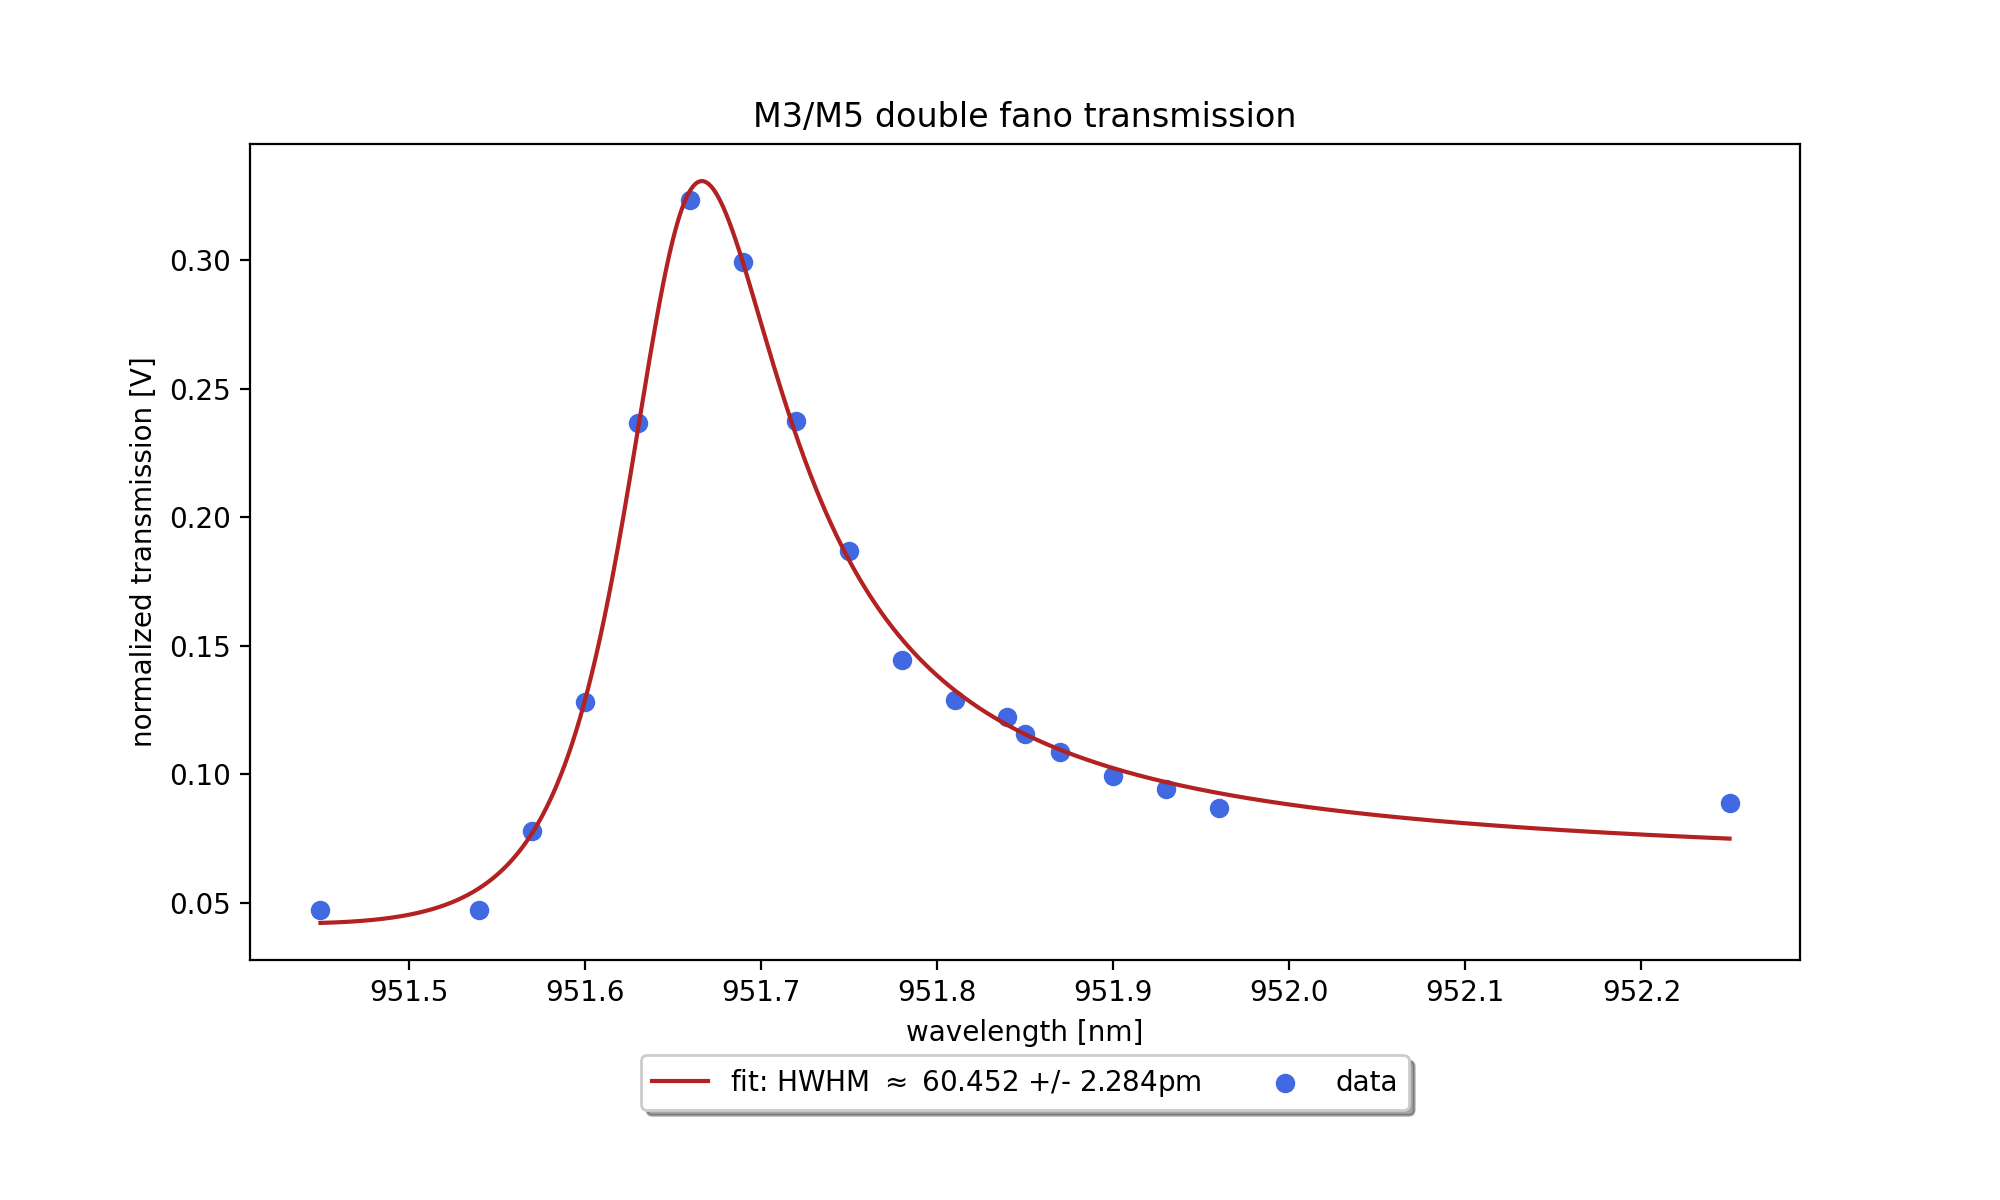 M3/M5 double fano transmission
normalized transmission [V]
0.30
0.25
0.20
0.15
0.10
0.05
951.5 951.6 951.7 951.8 951.9 952.0 952.1 952.2
wavelength [nm]
fit: HWHM ≈ 60.452 +/- 2.284pm data